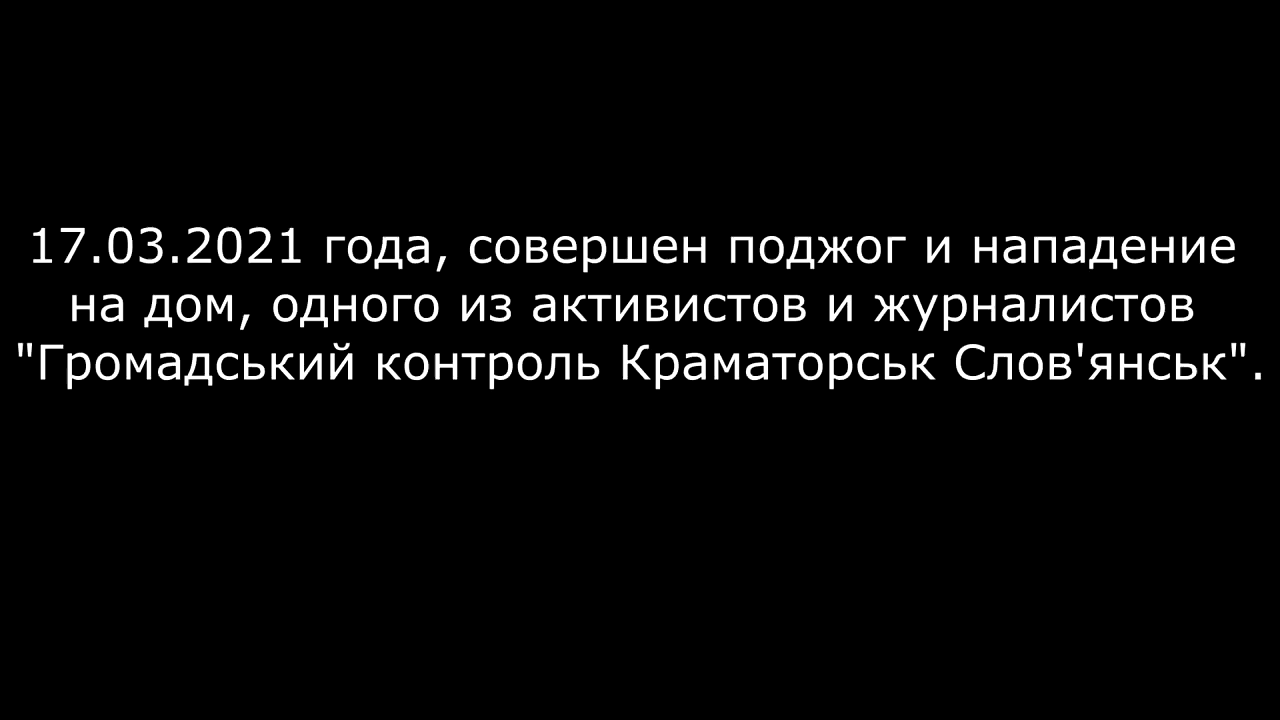 17.03.2021 года, совершен поджог и нападение
на дом, одного из активистов и журналистов
"Громадський контроль Краматорськ Слов'янськ".